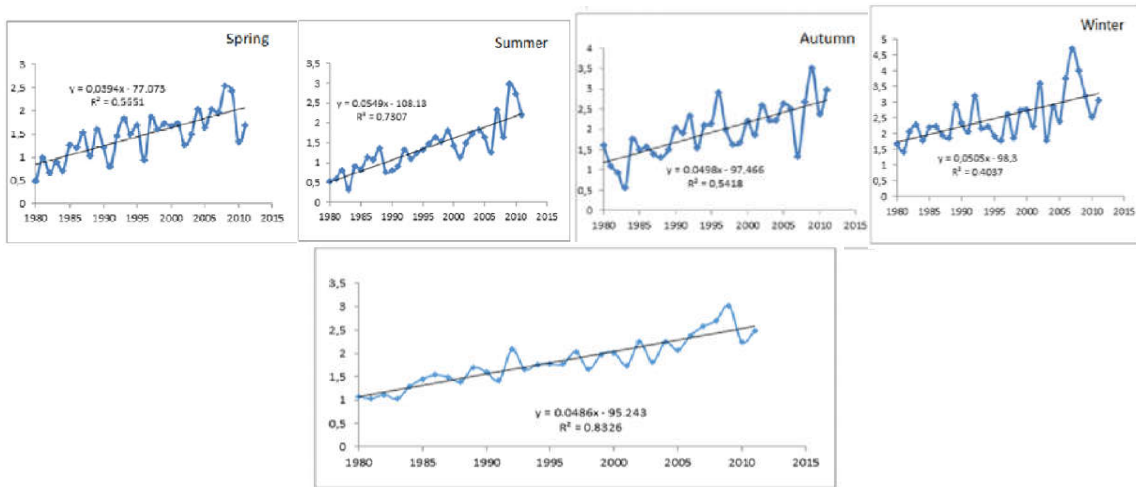 Spring
3
2,5
2
1,5
1
0,5
0
y = 0,0394x - 77.073
R² = 0.5651
1980 1985 1990 1995 2000 2005 2010 2015
Summer
3,5
3
2,5
2
1,5
1
0,5
0
y = 0.0549x - 108.13
R² = 0.7307
1980 1985 1990 1995 2000 2005 2010 2015
Autumn
4
3,5
3
2,5
2
1,5
1
0,5
0
y = 0.0498x - 97,466
R² = 0,5418
1980 1985 1990 1995 2000 2005 2010 2015
Winter
5
4,5
4
3,5
3
2,5
2
1,5
1
0,5
0
y = 0,0505x - 98,3
R² = 0.4037
1980 1985 1990 1995 2000 2005 2010 2015
3,5
3
2,5
2
1,5
1
0,5
0
y = 0.0486x - 95.243
R² = 0.8326
1980 1985 1990 1995 2000 2005 2010 2015